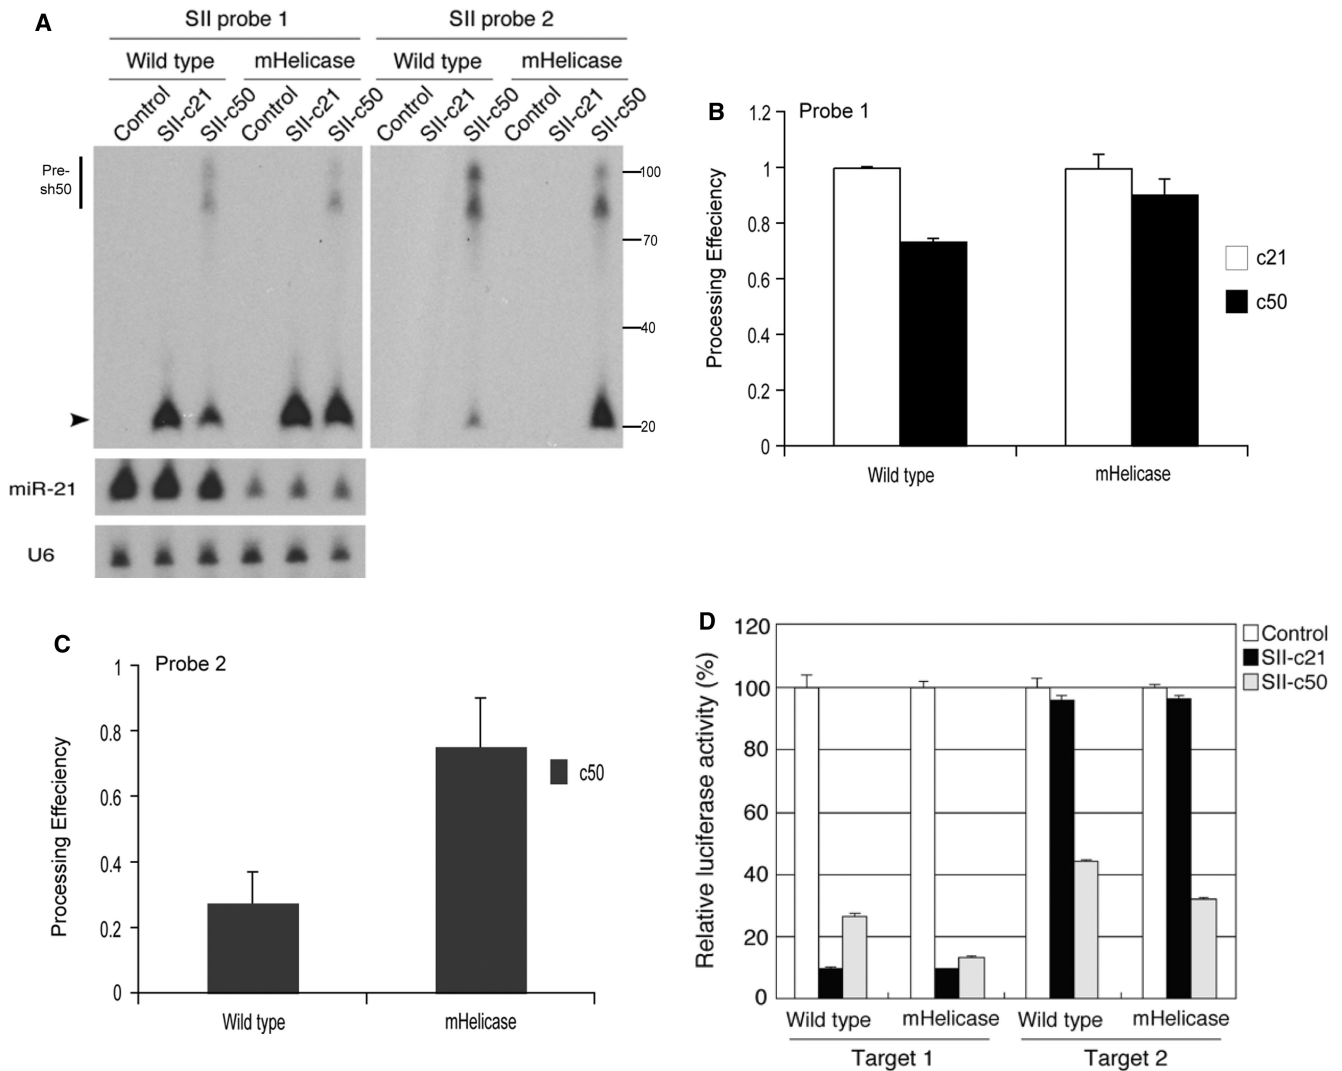 A
SII probe 1
SII probe 2
Wild type
mHelicase
Wild type
mHelicase
Control
SII-c21
SII-c50
Control
SII-c21
SII-c50
Control
SII-c21
SII-c50
Control
SII-c21
SII-c50
Pre-
sh50
100
70
40
20
miR-21
U6
B
Probe 1
Processing Effeciency
1.2
1
0.8
0.6
0.4
0.2
0
Wild type
mHelicase
c21
c50
C
Probe 2
Processing Effeciency
1
0.8
0.6
0.4
0.2
0
Wild type
mHelicase
c50
D
Relative luciferase activity (%)
120
100
80
60
40
20
0
Wild type
mHelicase
Wild type
mHelicase
Target 1
Target 2
Control
SII-c21
SII-c50